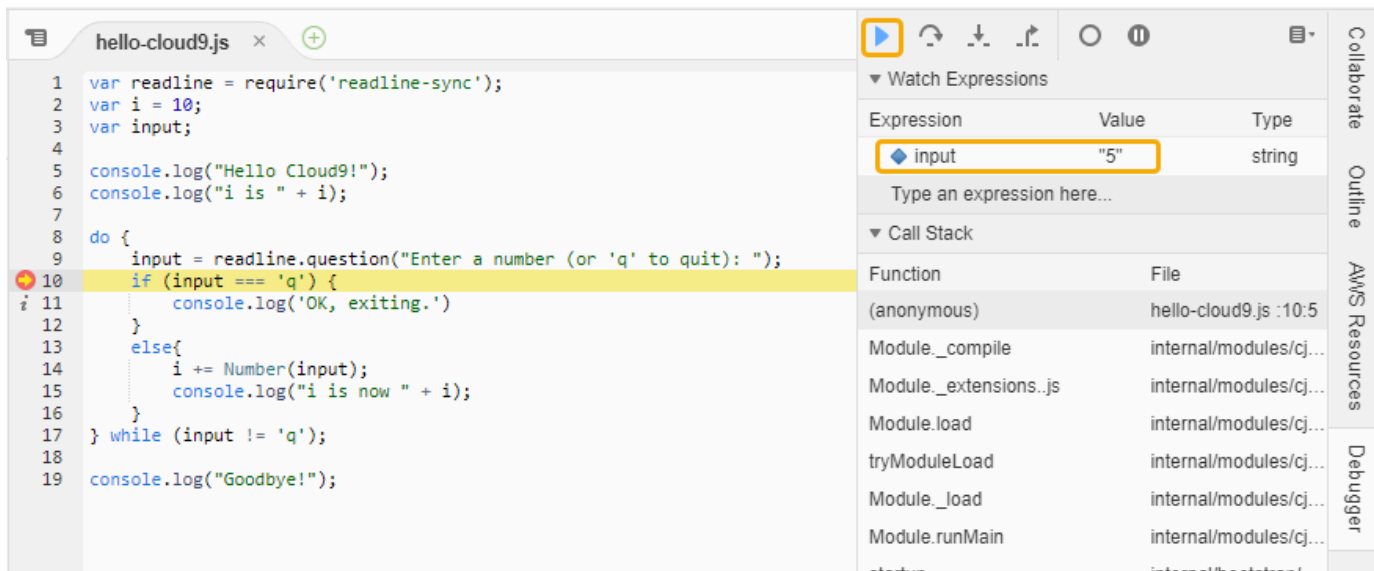 hello-cloud9.js ×
1 var readline = require('readline-sync');
2 var i = 10;
3 var input;
4
5 console.log("Hello Cloud9!");
6 console.log("i is " + i);
7
8 do {
9 input = readline.question("Enter a number (or 'q' to quit): ");
10 if (input === 'q') {
i 11 console.log('OK, exiting.')
12 }
13 else{
14 i += Number(input);
15 console.log("i is now " + i);
16 }
17 } while (input != 'q');
18
19 console.log("Goodbye!");
Watch Expressions
Expression Value Type
input "5" string
Type an expression here...
Call Stack
Function File
(anonymous) hello-cloud9.js :10:5
Module._compile internal/modules/cj...
Module._extensions..js internal/modules/cj...
Module.load internal/modules/cj...
tryModuleLoad internal/modules/cj...
Module._load internal/modules/cj...
Module.runMain internal/modules/cj...
Collaborate
Outline
AWS Resources
Debugger